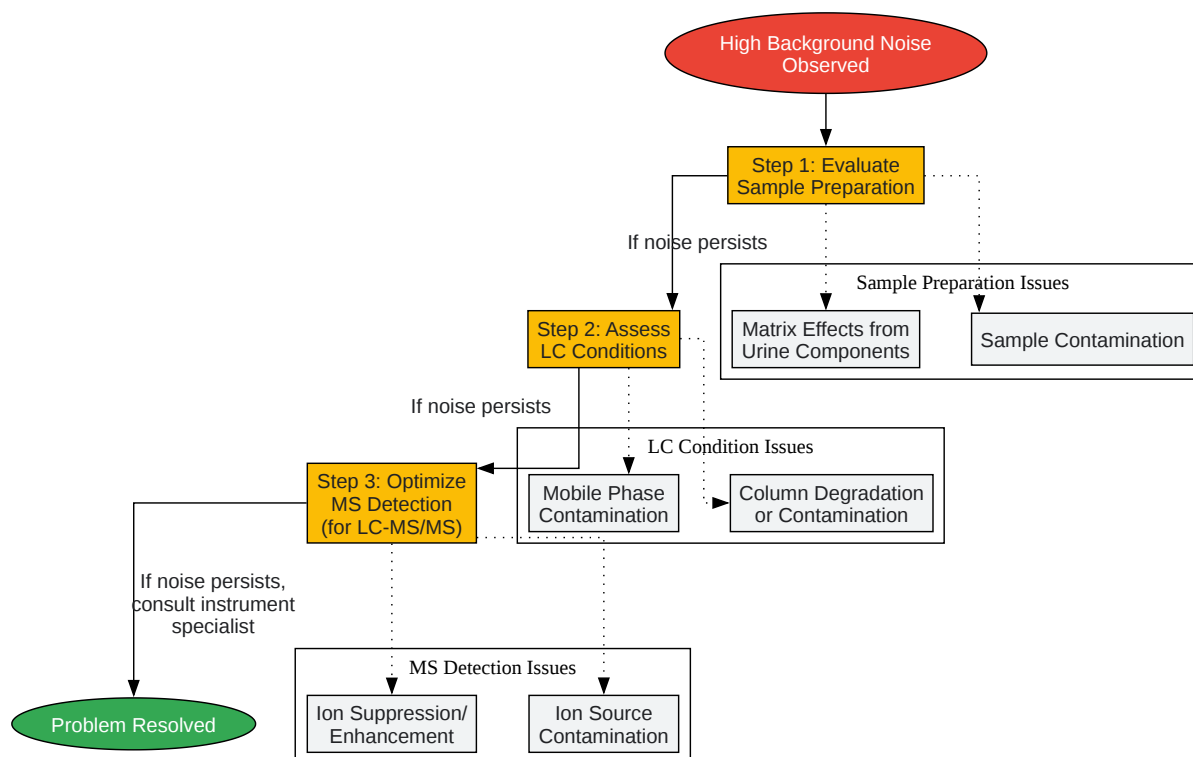 High Background Noise
Observed
Step 1: Evaluate
Sample Preparation
If noise persists
Sample Preparation Issues
Matrix Effects from
Urine Components
Sample Contamination
Step 2: Assess
LC Conditions
If noise persists
LC Condition Issues
Mobile Phase
Contamination
Column Degradation
or Contamination
Step 3: Optimize
MS Detection
(for LC-MS/MS)
If noise persists,
consult instrument
specialist
MS Detection Issues
Ion Suppression/
Enhancement
Ion Source
Contamination
Problem Resolved